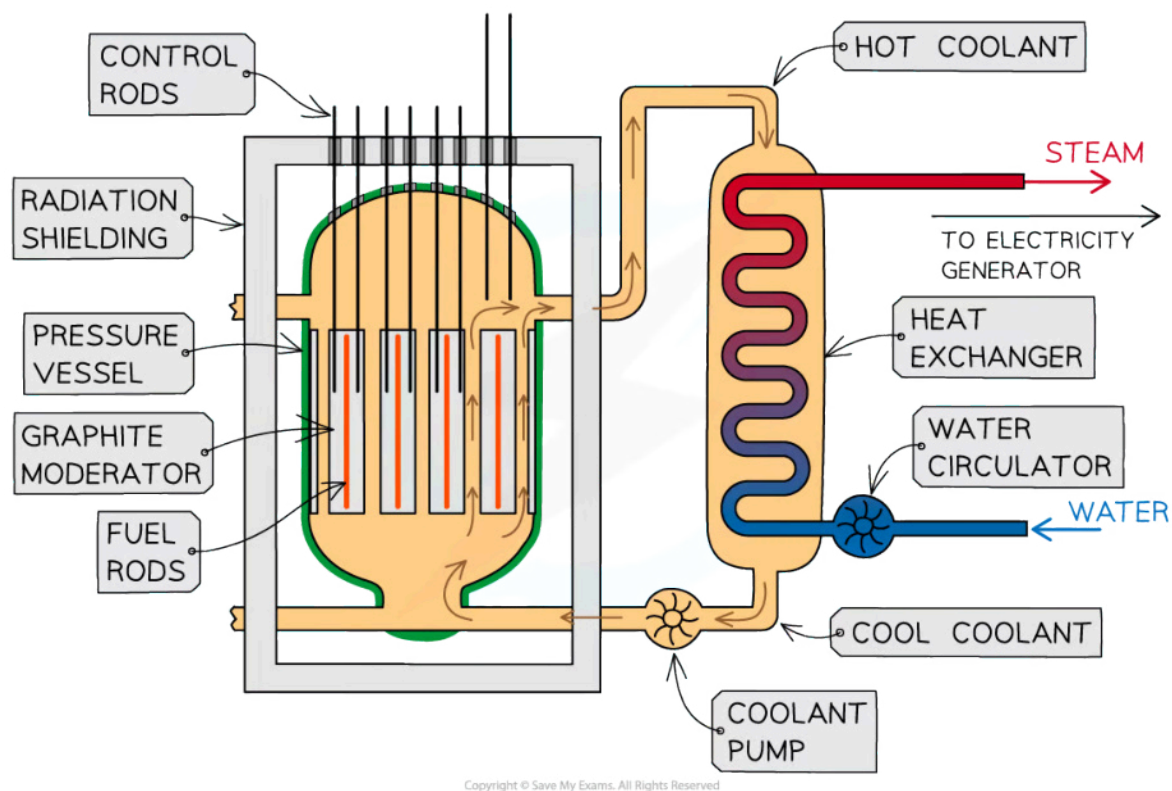 CONTROL
RODS
HOT COOLANT
STEAM
RADIATION
SHIELDING
TO ELECTRICITY
GENERATOR
PRESSURE
VESSEL
HEAT
EXCHANGER
GRAPHITE
MODERATOR
WATER
CIRCULATOR
WATER
FUEL
RODS
COOL COOLANT
COOLANT
PUMP
Copyright © Save My Exams. All Rights Reserved